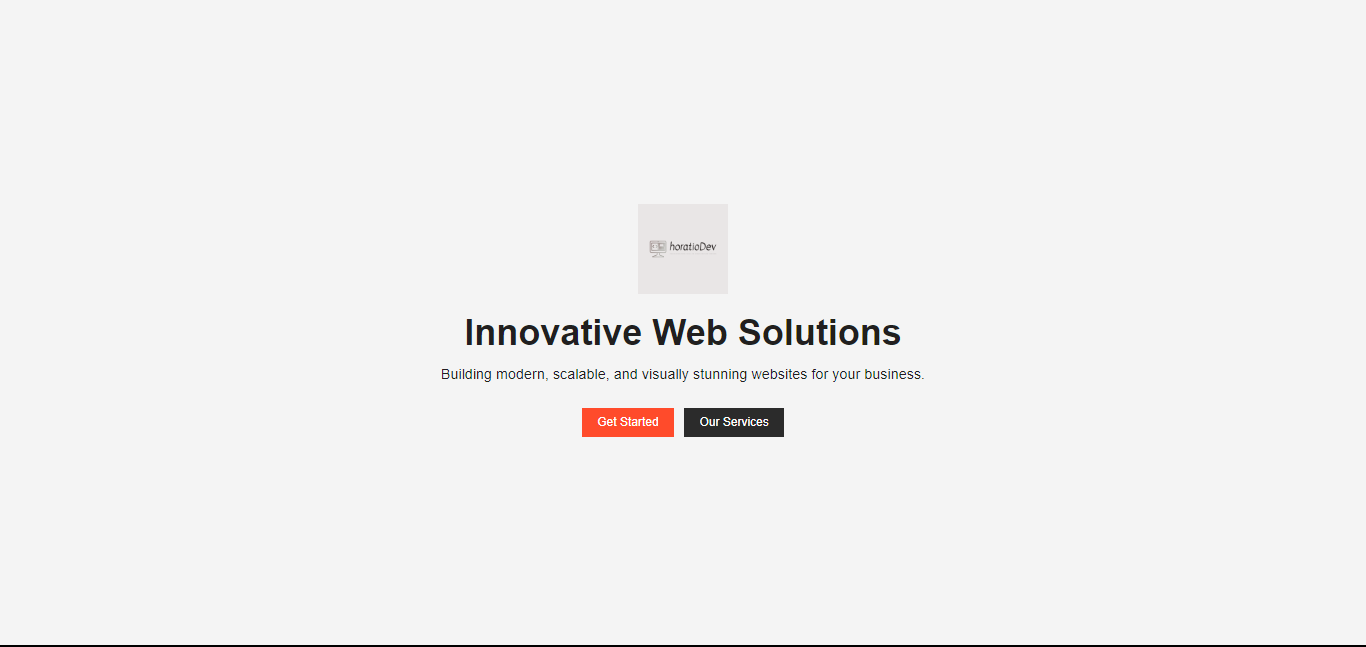 horatioDev
Innovative Web Solutions
Building modern, scalable, and visually stunning websites for your business.
Get Started
Our Services